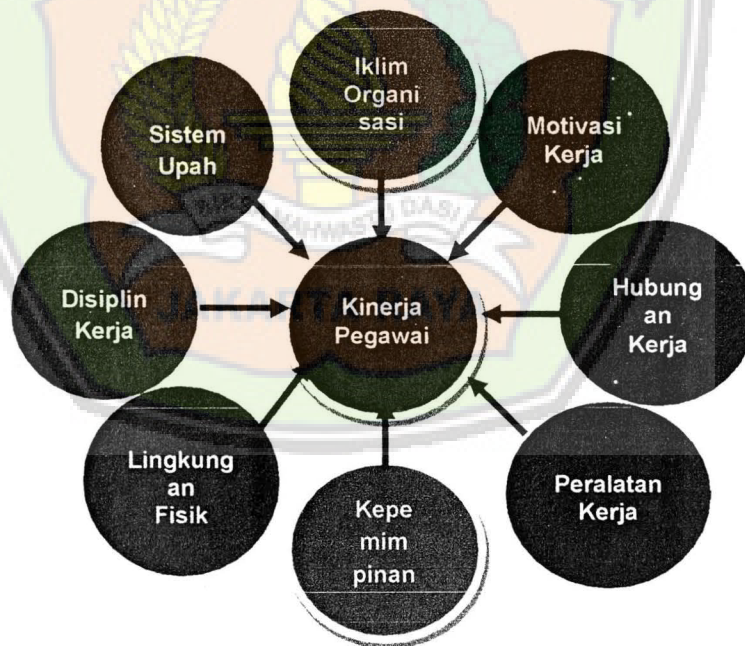 Iklim
Organi
sasi
Motivasi
Kerja
Sistem
Upah
Hubung
an
Kerja
Disiplin
Kerja
Kinerja
Pegawai
Peralatan
Kerja
Lingkung
an
Fisik
Kepe
mim
pinan
JAKARTA RAYA